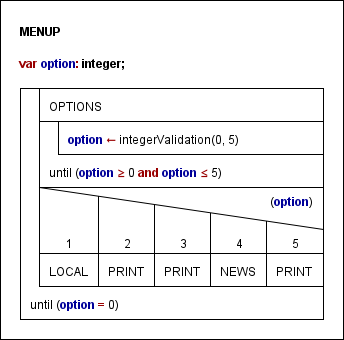 MENUP
var option: integer;
OPTIONS
option ← integerValidation(0, 5)
until (option ≥ 0 and option ≤ 5)
(option)
1 2 3 4 5
LOCAL PRINT PRINT NEWS PRINT
until (option = 0)